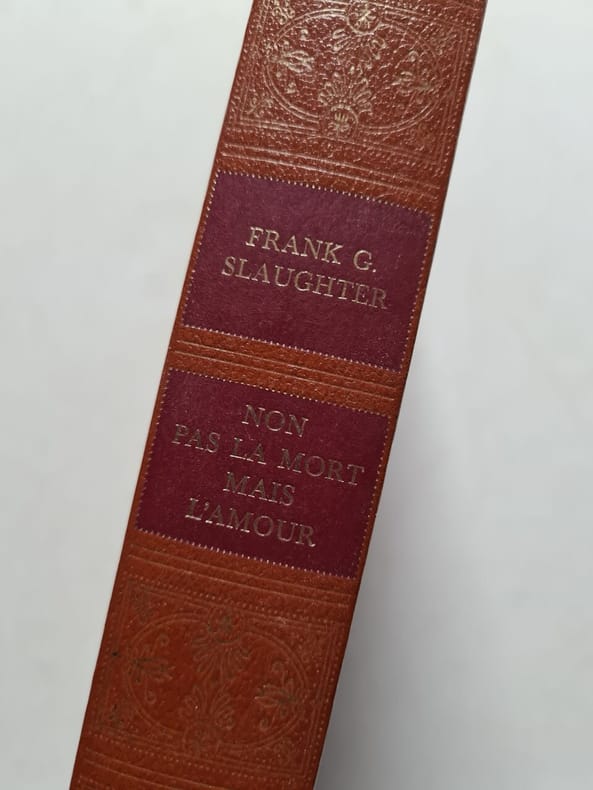 FRANK G.
SLAUGHTER
NON
PAS LA MORT
MAIS
L'AMOUR